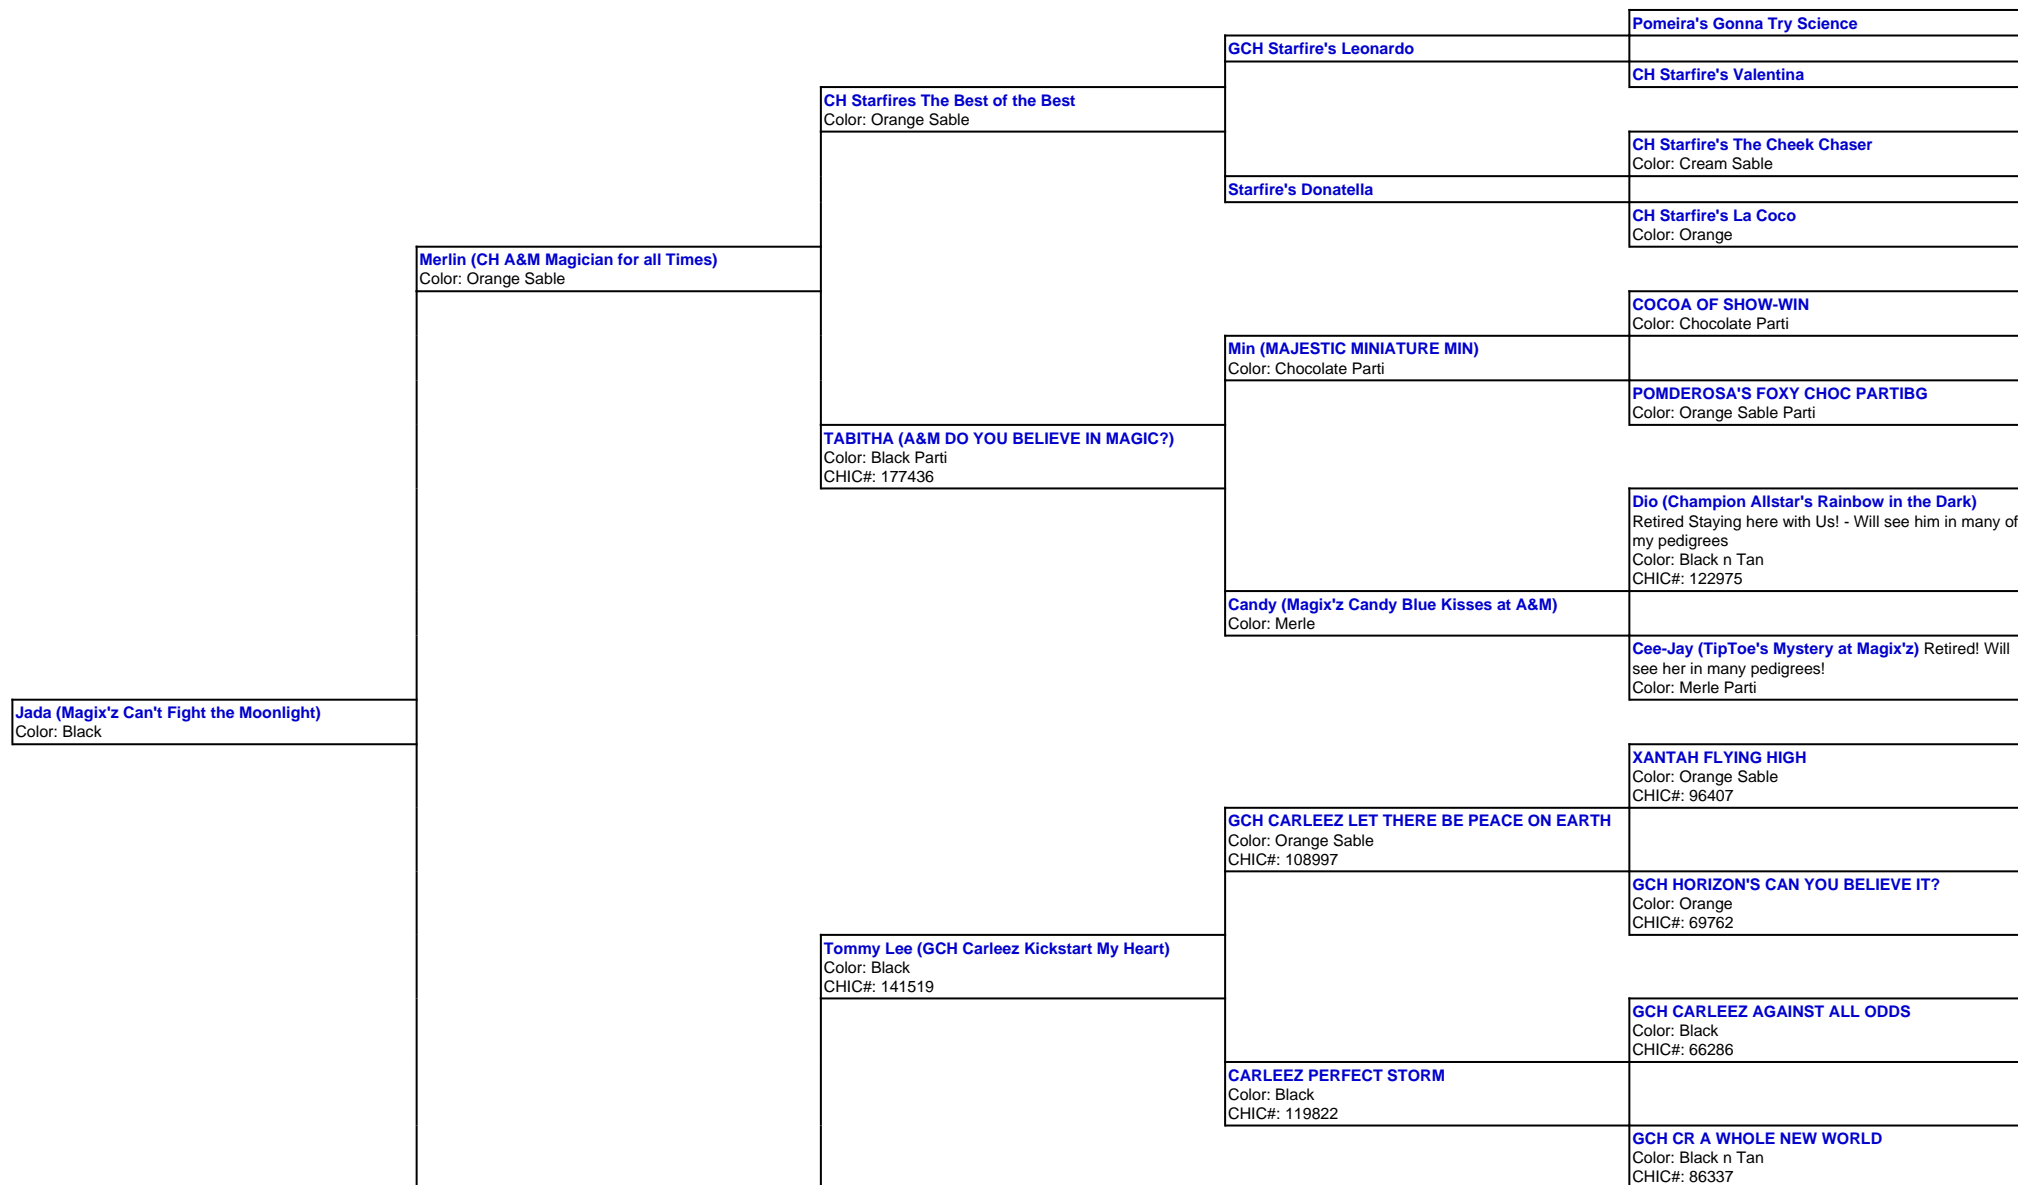 Pomeira's Gonna Try Science
GCH Starfire's Leonardo
CH Starfire's Valentina
CH Starfires The Best of the Best
Color: Orange Sable
CH Starfire's The Cheek Chaser
Color: Cream Sable
Starfire's Donatella
CH Starfire's La Coco
Color: Orange
Merlin (CH A&M Magician for all Times)
Color: Orange Sable
COCOA OF SHOW-WIN
Color: Chocolate Parti
Min (MAJESTIC MINIATURE MIN)
Color: Chocolate Parti
POMDEROSA'S FOXY CHOC PARTIBG
Color: Orange Sable Parti
TABITHA (A&M DO YOU BELIEVE IN MAGIC?)
Color: Black Parti
CHIC#: 177436
Dio (Champion Allstar's Rainbow in the Dark)
Retired Staying here with Us! - Will see him in many of
my pedigrees
Color: Black n Tan
CHIC#: 122975
Candy (Magix'z Candy Blue Kisses at A&M)
Color: Merle
Cee-Jay (TipToe's Mystery at Magix'z) Retired! Will
see her in many pedigrees!
Color: Merle Parti
Jada (Magix'z Can't Fight the Moonlight)
Color: Black
XANTAH FLYING HIGH
Color: Orange Sable
CHIC#: 96407
GCH CARLEEZ LET THERE BE PEACE ON EARTH
Color: Orange Sable
CHIC#: 108997
GCH HORIZON'S CAN YOU BELIEVE IT?
Color: Orange
CHIC#: 69762
Tommy Lee (GCH Carleez Kickstart My Heart)
Color: Black
CHIC#: 141519
GCH CARLEEZ AGAINST ALL ODDS
Color: Black
CHIC#: 66286
CARLEEZ PERFECT STORM
Color: Black
CHIC#: 119822
GCH CR A WHOLE NEW WORLD
Color: Black n Tan
CHIC#: 86337